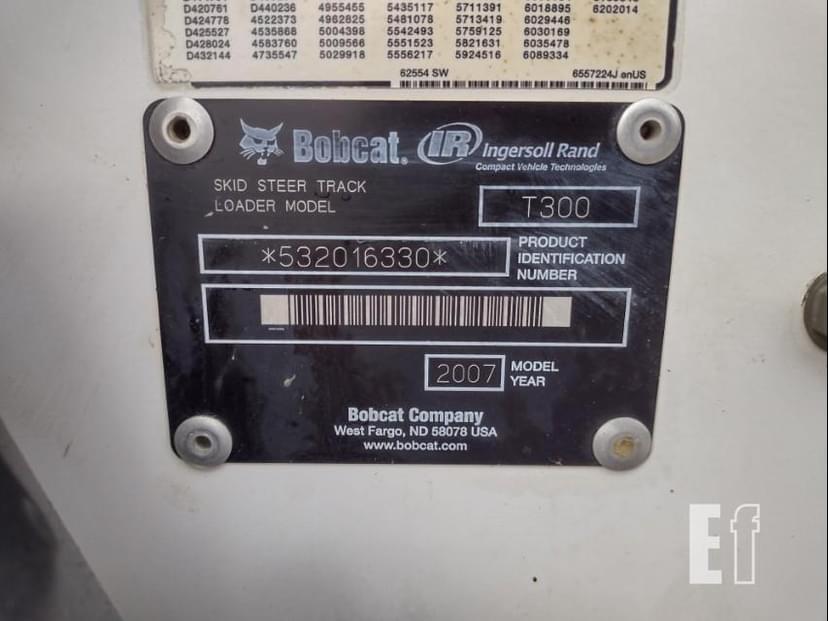 D420761 D440236 4955455 5435117 5711391 6018895 6202014
D424778 4522373 4962825 5481078 5713419 6029446
D425527 4535868 5004398 5542493 5759125 6030169
D428024 4583760 5009566 5551523 5821631 6035478
D432144 4735547 5029918 5556217 5924516 6089334
62554 SW 6557224J enUS
Bobcat. IR Ingersoll Rand
Compact Vehicle Technologies
SKID STEER TRACK
LOADER MODEL T300
*532016330* PRODUCT
IDENTIFICATION
NUMBER
2007 MODEL
YEAR
Bobcat Company
West Fargo, ND 58078 USA
www.bobcat.com
Ef